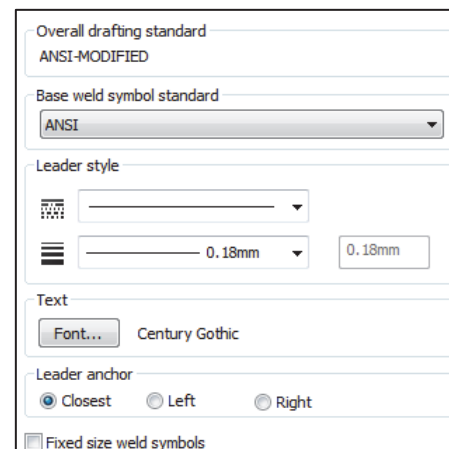 Overall drafting standard
ANSI-MODIFIED
Base weld symbol standard
ANSI
Leader style
0.18mm 0.18mm
Text
Font... Century Gothic
Leader anchor
Closest Left Right
Fixed size weld symbols